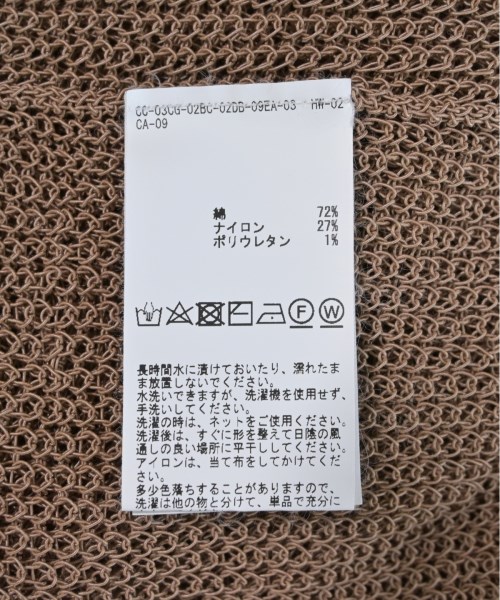 CC-03CG-02BC-02DB-09EA-03 HW-02
CA-09
綿 72%
ナイロン 27%
ポリウレタン 1%
F W
長時間水に漬けておいたり、濡れたま
ま放置しないでください。
水洗いできますが、洗濯機を使用せず、
手洗いしてください。
洗濯の時は、ネットをご使用ください。
洗濯後は、すぐに形を整えて日陰の風
通しの良い場所に平干ししてください。
アイロンは、当て布をしてかけてくだ
さい。
多少色落ちすることがありますので、
洗濯は他の物と分けて、単品で充分に